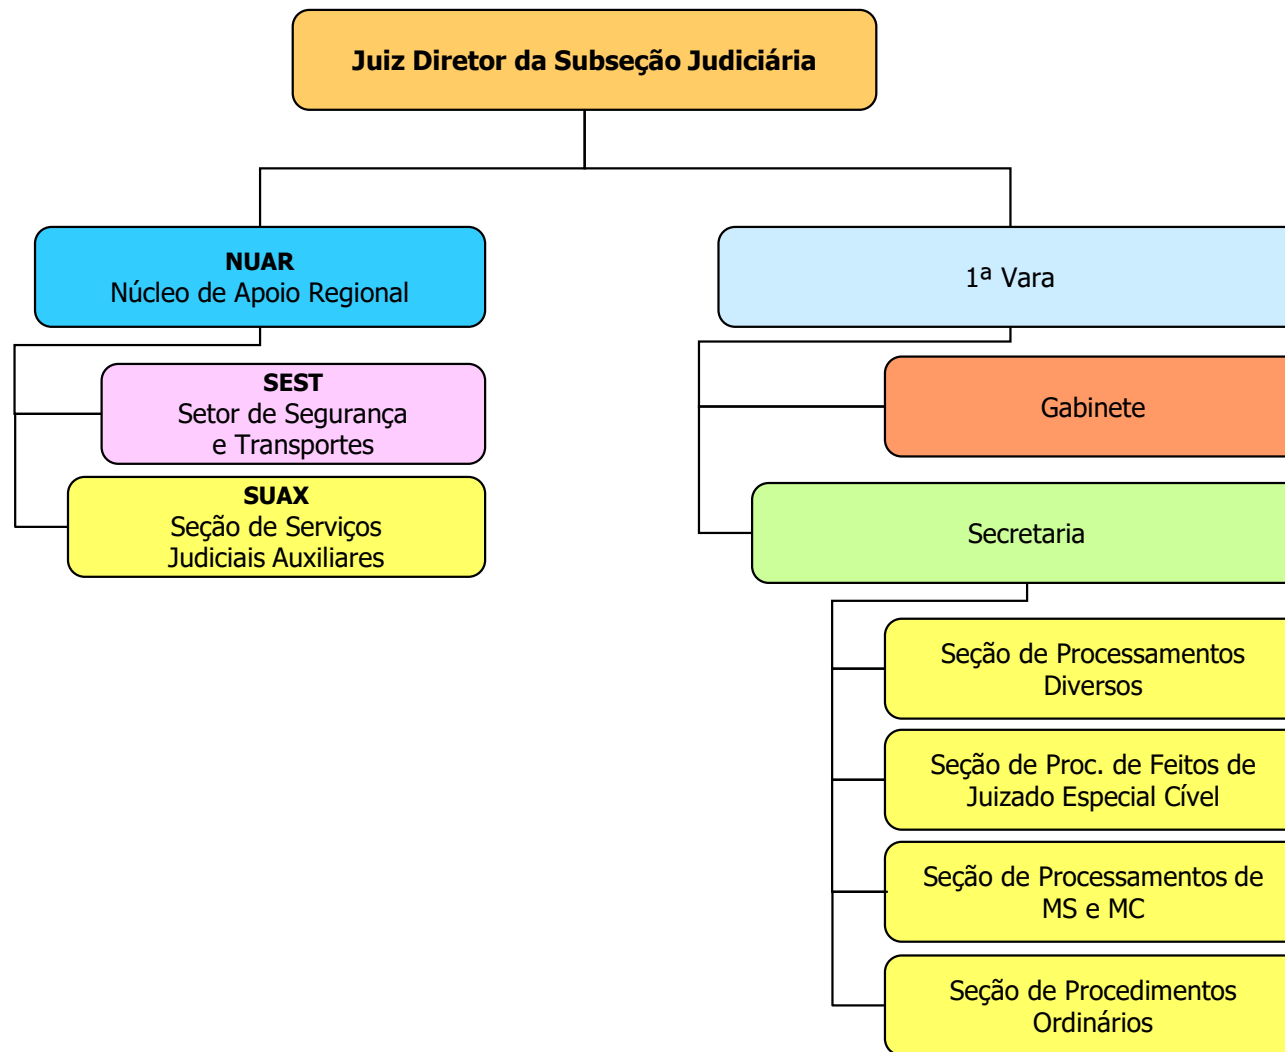 Juiz Diretor da Subseção Judiciária
NUAR
Núcleo de Apoio Regional
SEST
Setor de Segurança
e Transportes
SUAX
Seção de Serviços
Judiciais Auxiliares
1ª Vara
Gabinete
Secretaria
Seção de Processamentos
Diversos
Seção de Proc. de Feitos de
Juizado Especial Cível
Seção de Processamentos de
MS e MC
Seção de Procedimentos
Ordinários